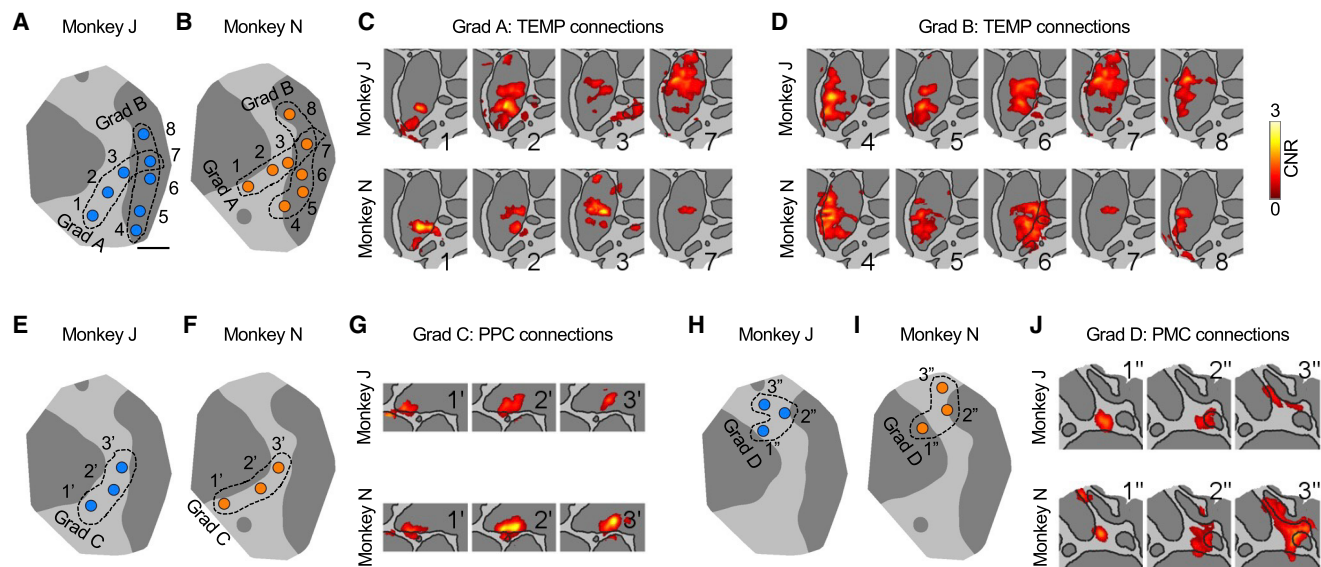 A Monkey J
B Monkey N
C Grad A: TEMP connections
D Grad B: TEMP connections
Grad B
8
7
6
5
4
3
2
1
Grad A
Grad B
8
7
6
5
4
3
2
1
Grad A
Monkey J
1 2 3 7
Monkey N
1 2 3 7
Monkey J
4 5 6 7 8
Monkey N
4 5 6 7 8
3
CNR
0
E Monkey J
F Monkey N
G Grad C: PPC connections
H Monkey J
I Monkey N
J Grad D: PMC connections
3'
2'
1'
Grad C
3'
2'
1'
Grad C
Monkey J
1' 2' 3'
Monkey N
1' 2' 3'
3"
2"
1"
Grad D
3"
2"
1"
Grad D
Monkey J
1" 2" 3"
Monkey N
1" 2" 3"